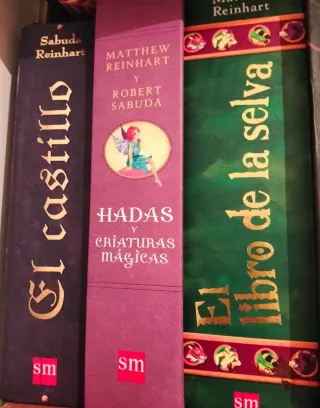 Sabuda
Reinhart
El castillo
sm
MATTHEW
REINHART
Y
ROBERT
SABUDA
HADAS
Y
CRIATURAS
MÁGICAS
sm
Reinhart
El
libro de la selva
sm